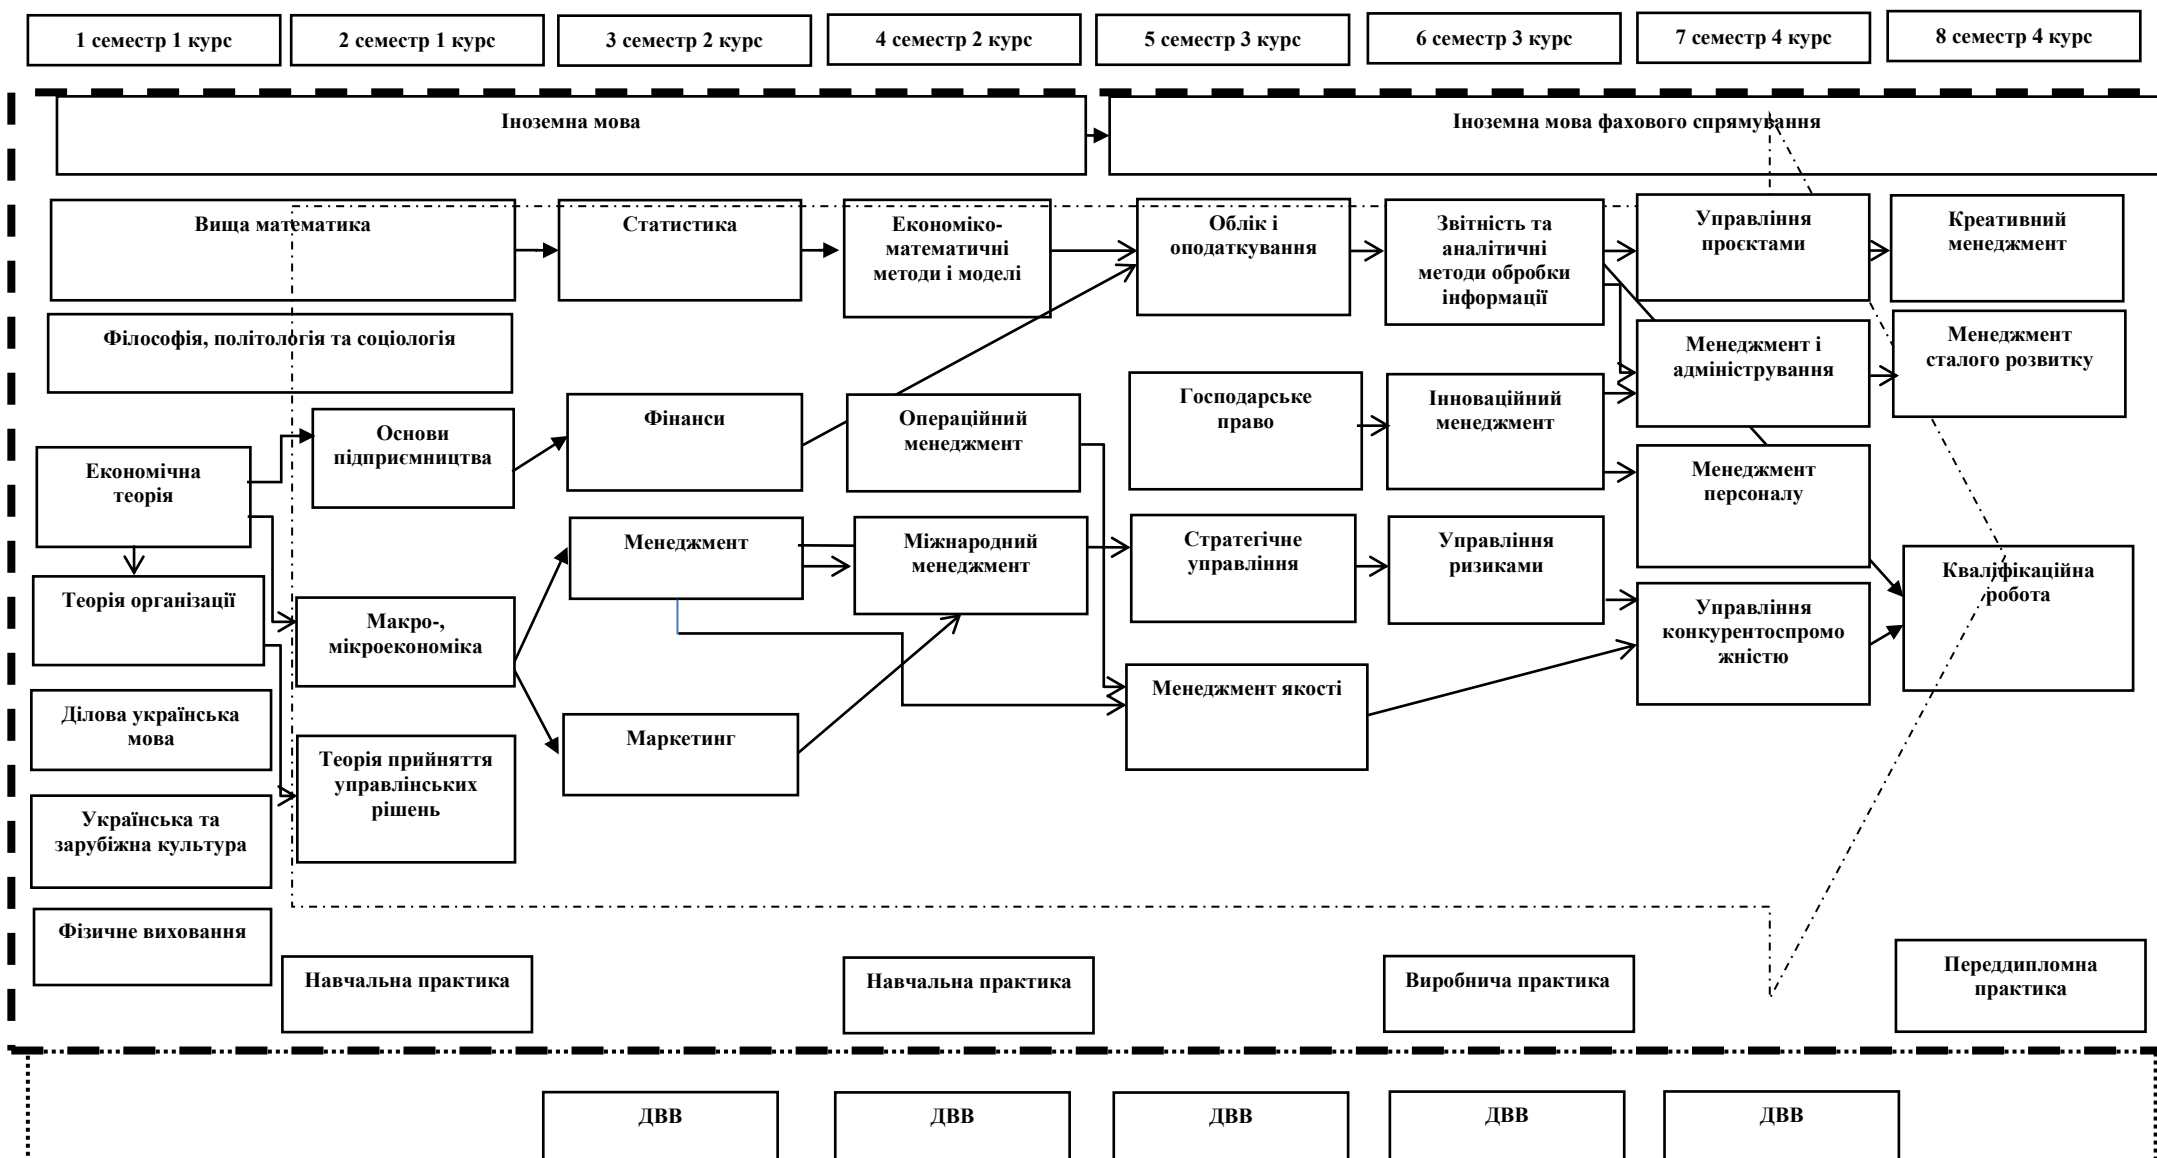 1 семестр 1 курс
2 семестр 1 курс
3 семестр 2 курс
4 семестр 2 курс
5 семестр 3 курс
6 семестр 3 курс
7 семестр 4 курс
8 семестр 4 курс
Іноземна мова
Іноземна мова фахового спрямування
Вища математика
Статистика
Економіко-
математичні
методи і моделі
Облік і
оподаткування
Звітність та
аналітичні
методи обробки
інформації
Управління
проєктами
Креативний
менеджмент
Філософія, політологія та соціологія
Менеджмент і
адміністрування
Менеджмент
сталого розвитку
Основи
підприємництва
Фінанси
Операційний
менеджмент
Господарське
право
Інноваційний
менеджмент
Економічна
теорія
Менеджмент
персоналу
Менеджмент
Міжнародний
менеджмент
Стратегічне
управління
Управління
ризиками
Кваліфікаційна
робота
Теорія організації
Макро-,
мікроекономіка
Управління
конкурентоспромо
жністю
Менеджмент якості
Ділова українська
мова
Теорія прийняття
управлінських
рішень
Маркетинг
Українська та
зарубіжна культура
Фізичне виховання
Навчальна практика
Навчальна практика
Виробнича практика
Переддипломна
практика
ДВВ
ДВВ
ДВВ
ДВВ
ДВВ